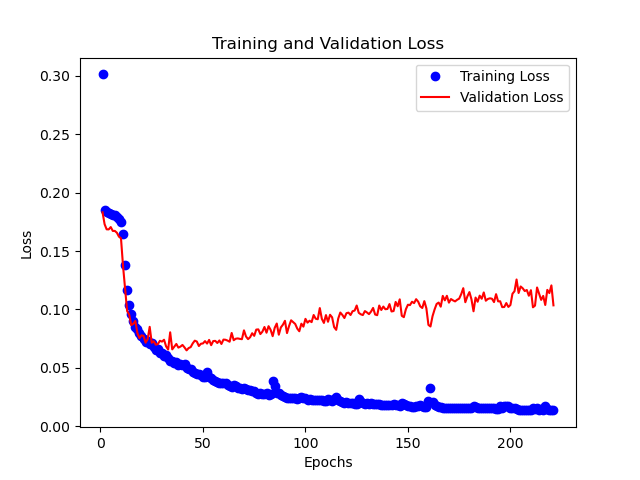 Training and Validation Loss
Training Loss
Validation Loss
0.30
0.25
0.20
0.15
0.10
0.05
0.00
Loss
0 50 100 150 200
Epochs